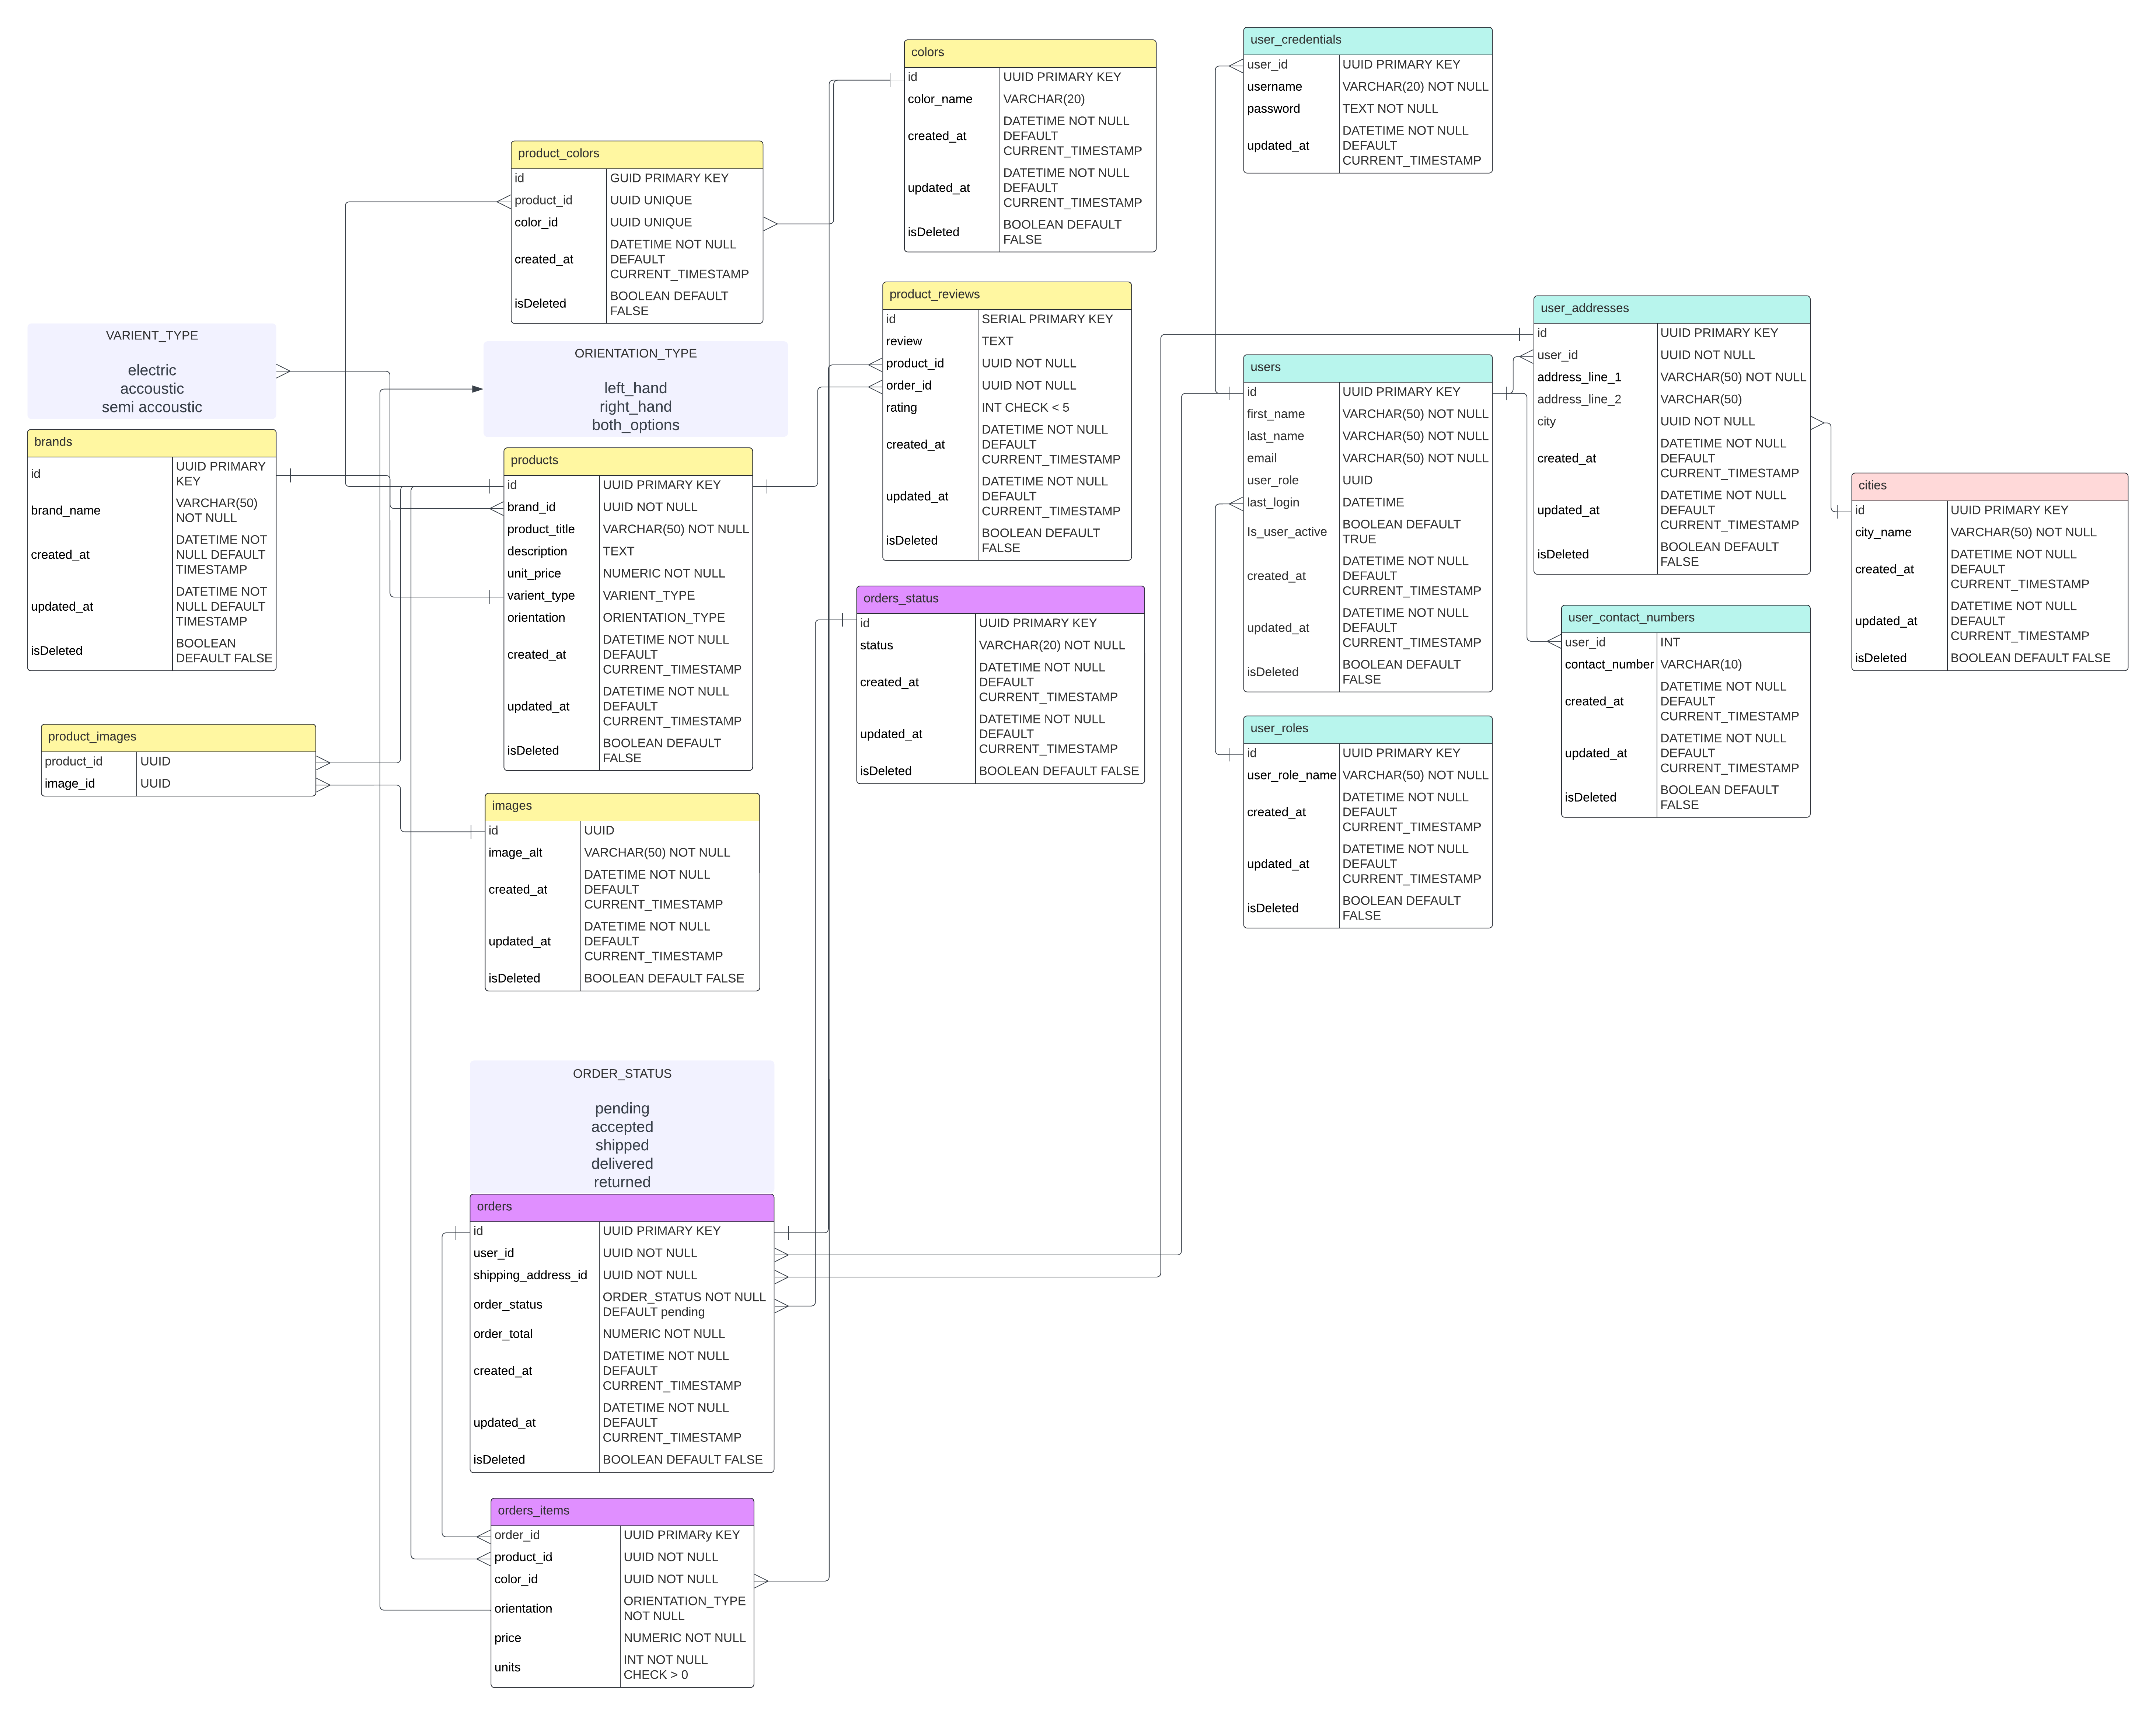 colors
id UUID PRIMARY KEY
color_name VARCHAR(20)
created_at DATETIME NOT NULL
DEFAULT
CURRENT_TIMESTAMP
updated_at DATETIME NOT NULL
DEFAULT
CURRENT_TIMESTAMP
isDeleted BOOLEAN DEFAULT
FALSE
user_credentials
user_id UUID PRIMARY KEY
username VARCHAR(20) NOT NULL
password TEXT NOT NULL
updated_at DATETIME NOT NULL
DEFAULT
CURRENT_TIMESTAMP
product_colors
id GUID PRIMARY KEY
product_id UUID UNIQUE
color_id UUID UNIQUE
created_at DATETIME NOT NULL
DEFAULT
CURRENT_TIMESTAMP
isDeleted BOOLEAN DEFAULT
FALSE
product_reviews
id SERIAL PRIMARY KEY
review TEXT
product_id UUID NOT NULL
order_id UUID NOT NULL
rating INT CHECK < 5
created_at DATETIME NOT NULL
DEFAULT
CURRENT_TIMESTAMP
updated_at DATETIME NOT NULL
DEFAULT
CURRENT_TIMESTAMP
isDeleted BOOLEAN DEFAULT
FALSE
user_addresses
id UUID PRIMARY KEY
user_id UUID NOT NULL
address_line_1 VARCHAR(50) NOT NULL
address_line_2 VARCHAR(50)
city UUID NOT NULL
created_at DATETIME NOT NULL
DEFAULT
CURRENT_TIMESTAMP
updated_at DATETIME NOT NULL
DEFAULT
CURRENT_TIMESTAMP
isDeleted BOOLEAN DEFAULT
FALSE
VARIENT_TYPE
electric
accoustic
semi accoustic
ORIENTATION_TYPE
left_hand
right_hand
both_options
users
id UUID PRIMARY KEY
first_name VARCHAR(50) NOT NULL
last_name VARCHAR(50) NOT NULL
email VARCHAR(50) NOT NULL
user_role UUID
last_login DATETIME
Is_user_active BOOLEAN DEFAULT
TRUE
created_at DATETIME NOT NULL
DEFAULT
CURRENT_TIMESTAMP
updated_at DATETIME NOT NULL
DEFAULT
CURRENT_TIMESTAMP
isDeleted BOOLEAN DEFAULT
FALSE
brands
id UUID PRIMARY
KEY
brand_name VARCHAR(50)
NOT NULL
created_at DATETIME NOT
NULL DEFAULT
TIMESTAMP
updated_at DATETIME NOT
NULL DEFAULT
TIMESTAMP
isDeleted BOOLEAN
DEFAULT FALSE
products
id UUID PRIMARY KEY
brand_id UUID NOT NULL
product_title VARCHAR(50) NOT NULL
description TEXT
unit_price NUMERIC NOT NULL
varient_type VARIENT_TYPE
orientation ORIENTATION_TYPE
created_at DATETIME NOT NULL
DEFAULT
CURRENT_TIMESTAMP
updated_at DATETIME NOT NULL
DEFAULT
CURRENT_TIMESTAMP
isDeleted BOOLEAN DEFAULT
FALSE
cities
id UUID PRIMARY KEY
city_name VARCHAR(50) NOT NULL
created_at DATETIME NOT NULL
DEFAULT
CURRENT_TIMESTAMP
updated_at DATETIME NOT NULL
DEFAULT
CURRENT_TIMESTAMP
isDeleted BOOLEAN DEFAULT FALSE
orders_status
id UUID PRIMARY KEY
status VARCHAR(20) NOT NULL
created_at DATETIME NOT NULL
DEFAULT
CURRENT_TIMESTAMP
updated_at DATETIME NOT NULL
DEFAULT
CURRENT_TIMESTAMP
isDeleted BOOLEAN DEFAULT FALSE
user_contact_numbers
user_id INT
contact_number VARCHAR(10)
created_at DATETIME NOT NULL
DEFAULT
CURRENT_TIMESTAMP
updated_at DATETIME NOT NULL
DEFAULT
CURRENT_TIMESTAMP
isDeleted BOOLEAN DEFAULT
FALSE
user_roles
id UUID PRIMARY KEY
user_role_name VARCHAR(50) NOT NULL
created_at DATETIME NOT NULL
DEFAULT
CURRENT_TIMESTAMP
updated_at DATETIME NOT NULL
DEFAULT
CURRENT_TIMESTAMP
isDeleted BOOLEAN DEFAULT
FALSE
product_images
product_id UUID
image_id UUID
images
id UUID
image_alt VARCHAR(50) NOT NULL
created_at DATETIME NOT NULL
DEFAULT
CURRENT_TIMESTAMP
updated_at DATETIME NOT NULL
DEFAULT
CURRENT_TIMESTAMP
isDeleted BOOLEAN DEFAULT FALSE
ORDER_STATUS
pending
accepted
shipped
delivered
returned
orders
id UUID PRIMARY KEY
user_id UUID NOT NULL
shipping_address_id UUID NOT NULL
order_status ORDER_STATUS NOT NULL
DEFAULT pending
order_total NUMERIC NOT NULL
created_at DATETIME NOT NULL
DEFAULT
CURRENT_TIMESTAMP
updated_at DATETIME NOT NULL
DEFAULT
CURRENT_TIMESTAMP
isDeleted BOOLEAN DEFAULT FALSE
orders_items
order_id UUID PRIMARy KEY
product_id UUID NOT NULL
color_id UUID NOT NULL
orientation ORIENTATION_TYPE
NOT NULL
price NUMERIC NOT NULL
units INT NOT NULL
CHECK > 0